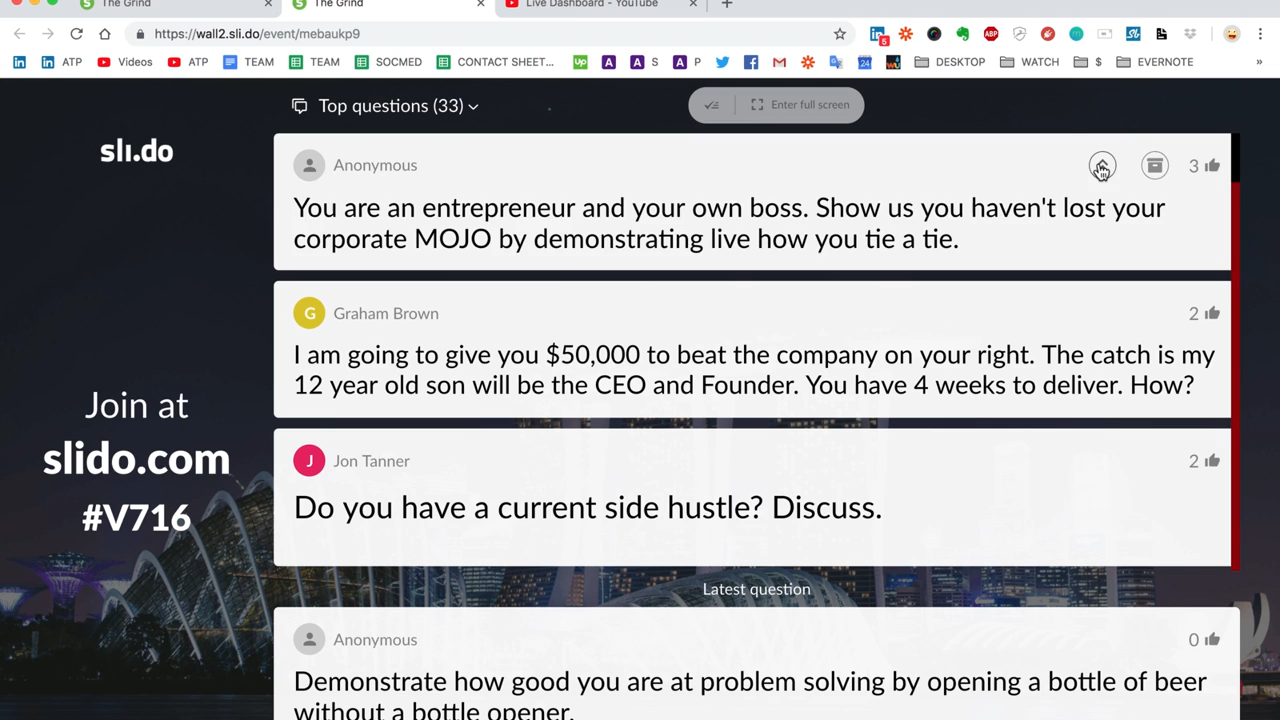 The Grind
The Grind
Live Dashboard - YouTube
https://wall2.sli.do/event/mebaukp9
5
ABP
ATP
Videos
ATP
TEAM
TEAM
SOCMED
CONTACT SHEET...
up
A
A S
A P
24
DESKTOP
WATCH
$
EVERNOTE
»
Top questions (33)
Enter full screen
sli.do
Anonymous
3
You are an entrepreneur and your own boss. Show us you haven't lost your
corporate MOJO by demonstrating live how you tie a tie.
G
Graham Brown
2
I am going to give you $50,000 to beat the company on your right. The catch is my
12 year old son will be the CEO and Founder. You have 4 weeks to deliver. How?
Join at
slido.com
#V716
J
Jon Tanner
2
Do you have a current side hustle? Discuss.
Latest question
Anonymous
0
Demonstrate how good you are at problem solving by opening a bottle of beer
without a bottle opener.